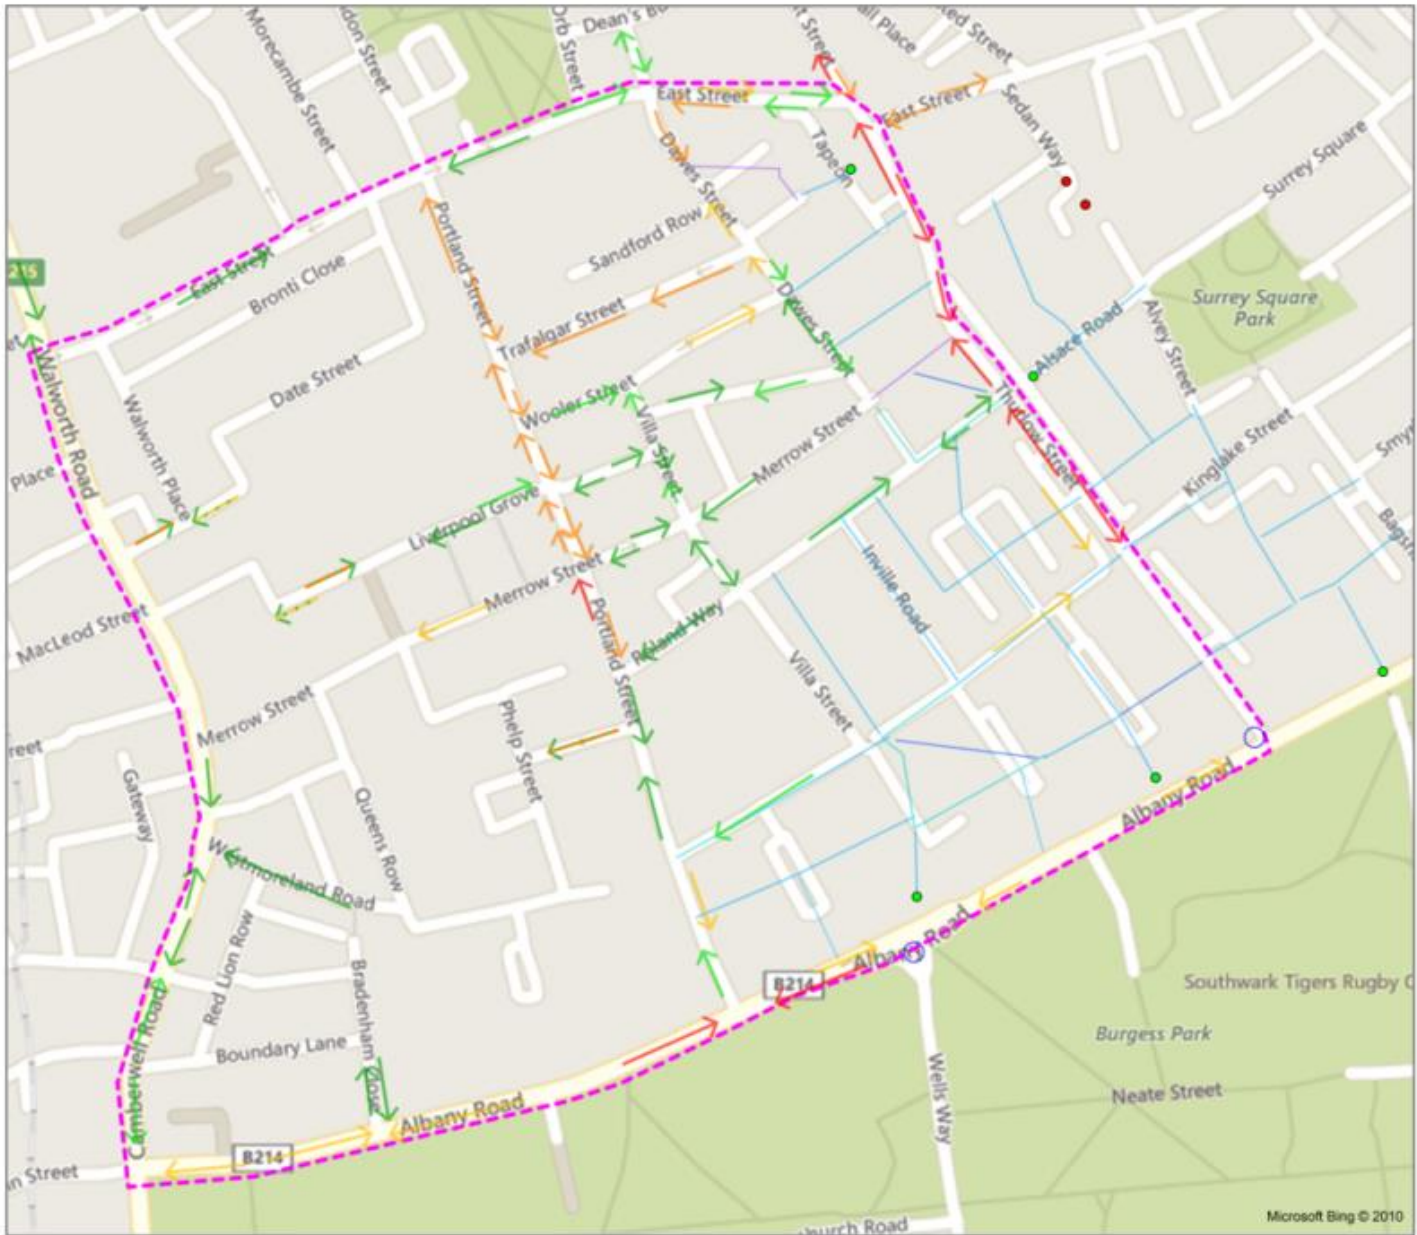 Dean's
Orb Street
Place
East Street
Morecambe Street
East Street
Sedan Way
Dawes Street
Surrey Square
Portland Street
Sandford Row
East Street
Bronti Close
Surrey Square
Park
Trafalgar Street
Dawes Street
Alsace Road
Alvey Street
Walworth Road
Date Street
Wooler Street
Thurlow Street
Walworth Place
Villa Street
Merrow Street
Kinglake Street
Place
Liverpool Grove
Merrow Street
Inville Road
MacLeod Street
Portland Street
Roland Way
Villa Street
Merrow Street
Phelp Street
Gateway
Queens Row
Albany Road
Westmoreland Road
Red Lion Row
Albany Road
B214
Southwark Tigers Rugby C
Bradenham Close
Camberwell Road
Boundary Lane
Burgess Park
Wells Way
Neate Street
Albany Road
B214
Street
hurch Road
Microsoft Bing © 2010